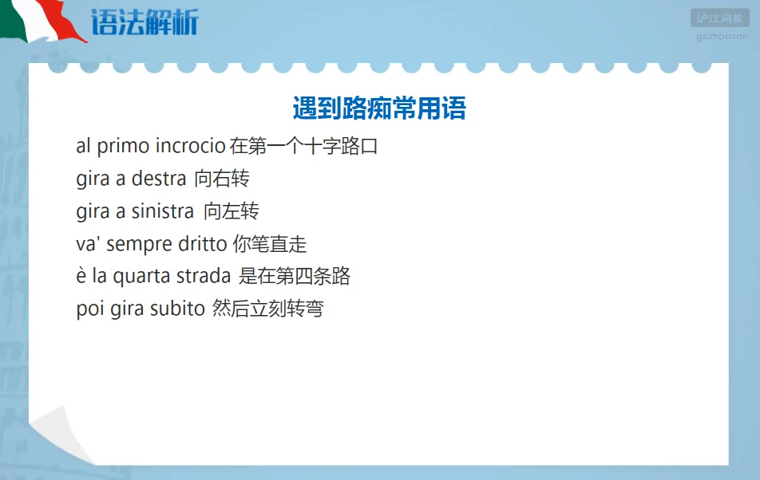 语法解析
沪江网校
gsimposon
遇到路痴常用语
al primo incrocio 在第一个十字路口
gira a destra 向右转
gira a sinistra 向左转
va' sempre dritto 你笔直走
è la quarta strada 是在第四条路
poi gira subito 然后立刻转弯